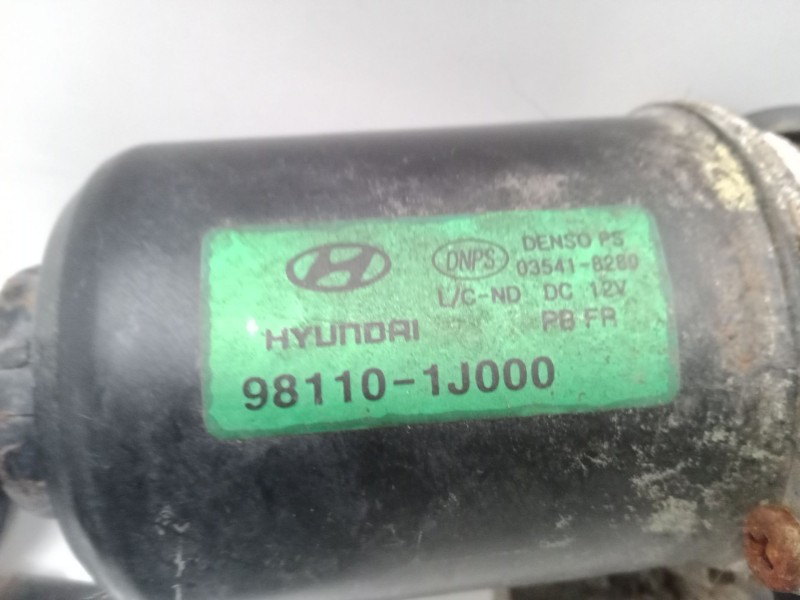 DNPS
DENSO PS
03541-8280
L/C-ND DC 12V
PB FR
HYUNDAI
98110-1J000